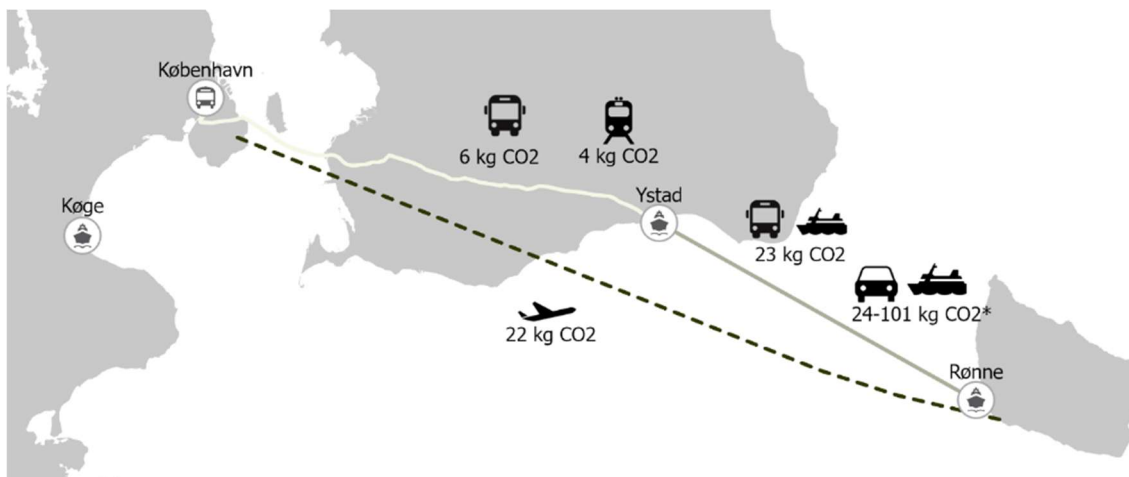 København
6 kg CO2
4 kg CO2
Køge
Ystad
23 kg CO2
24-101 kg CO2*
22 kg CO2
Rønne